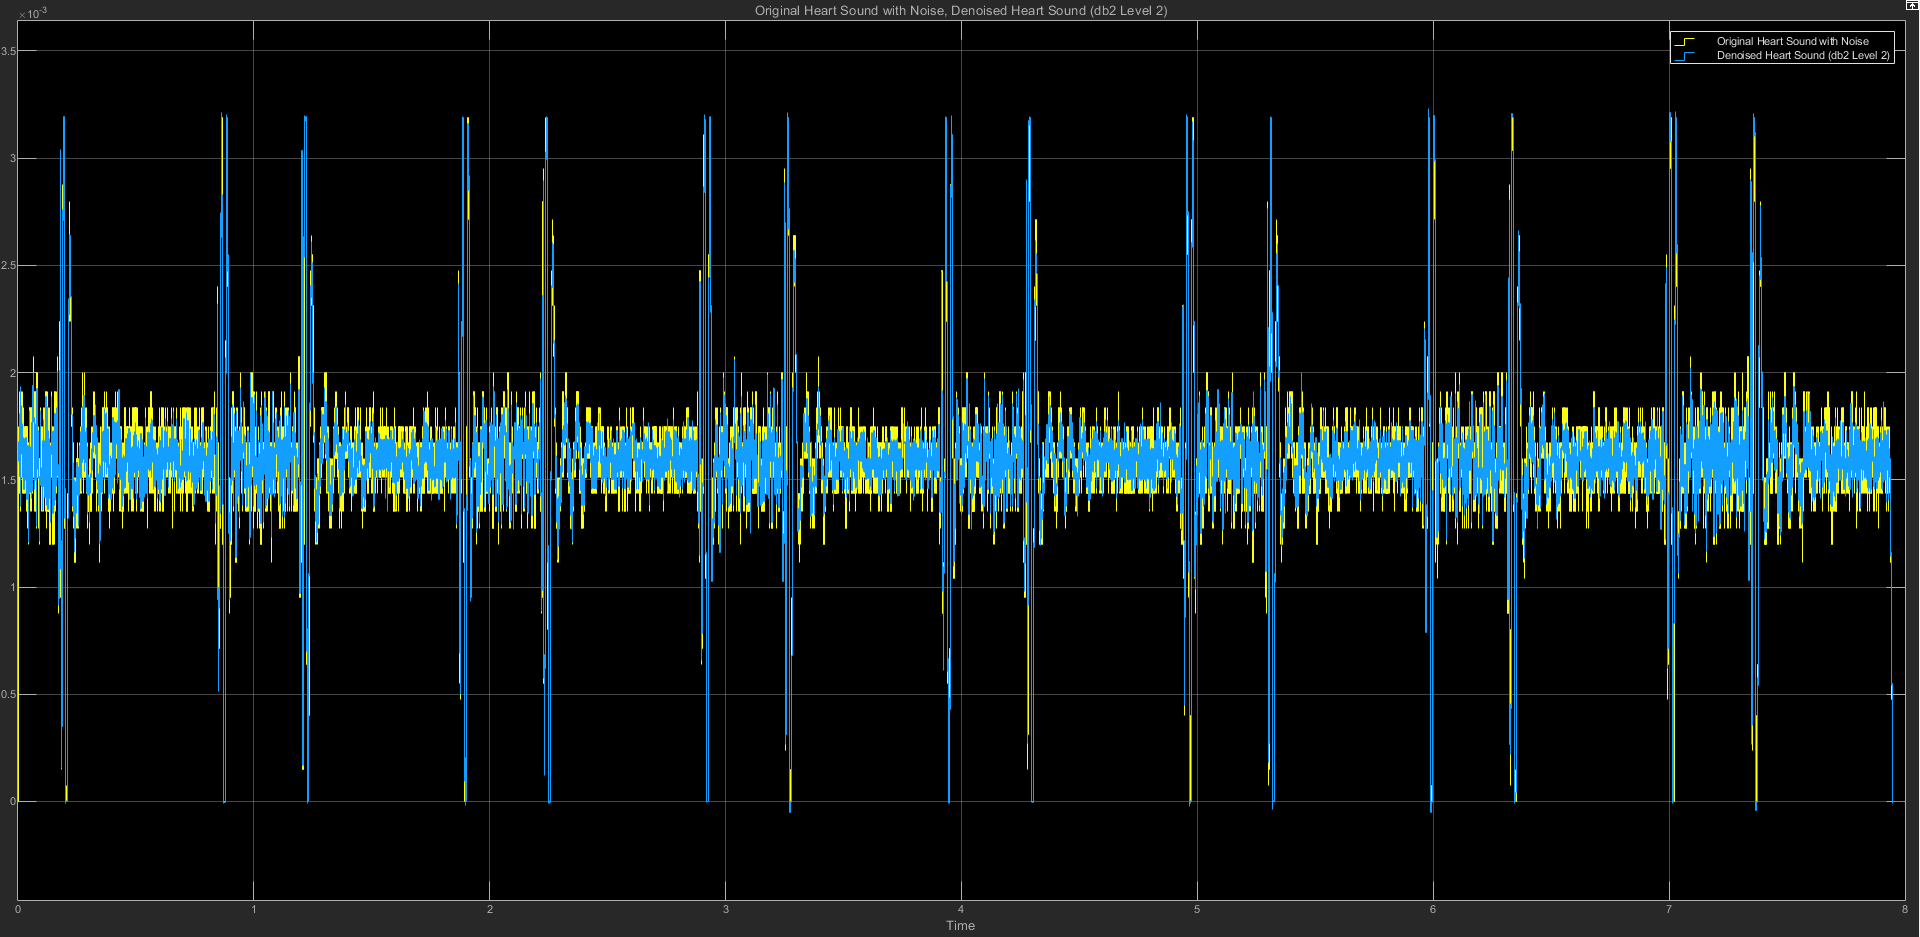 Original Heart Sound with Noise, Denoised Heart Sound (db2 Level 2)
×10⁻³
Original Heart Sound with Noise
Denoised Heart Sound (db2 Level 2)
3.5
3
2.5
2
1.5
1
0.5
0
0 1 2 3 4 5 6 7 8
Time